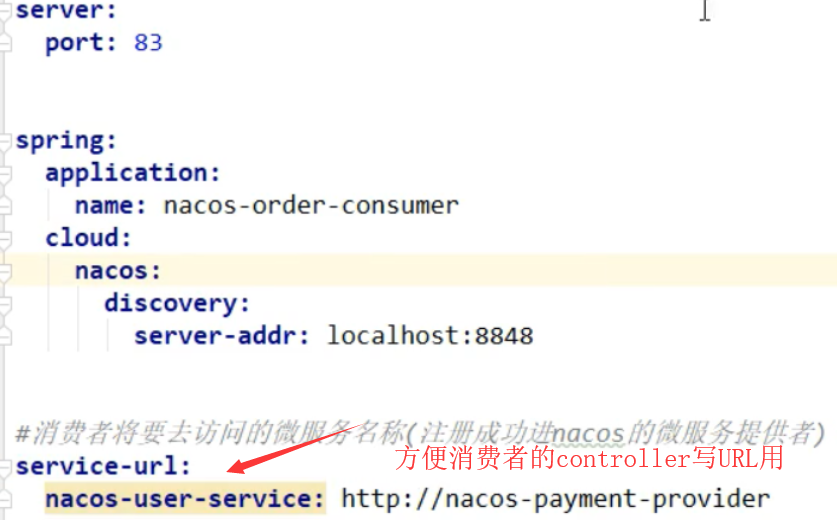 server:
port: 83
spring:
application:
name: nacos-order-consumer
cloud:
nacos:
discovery:
server-addr: localhost:8848
#消费者将要去访问的微服务名称(注册成功进nacos的微服务提供者)
service-url:
方便消费者的controller写URL用
nacos-user-service: http://nacos-payment-provider